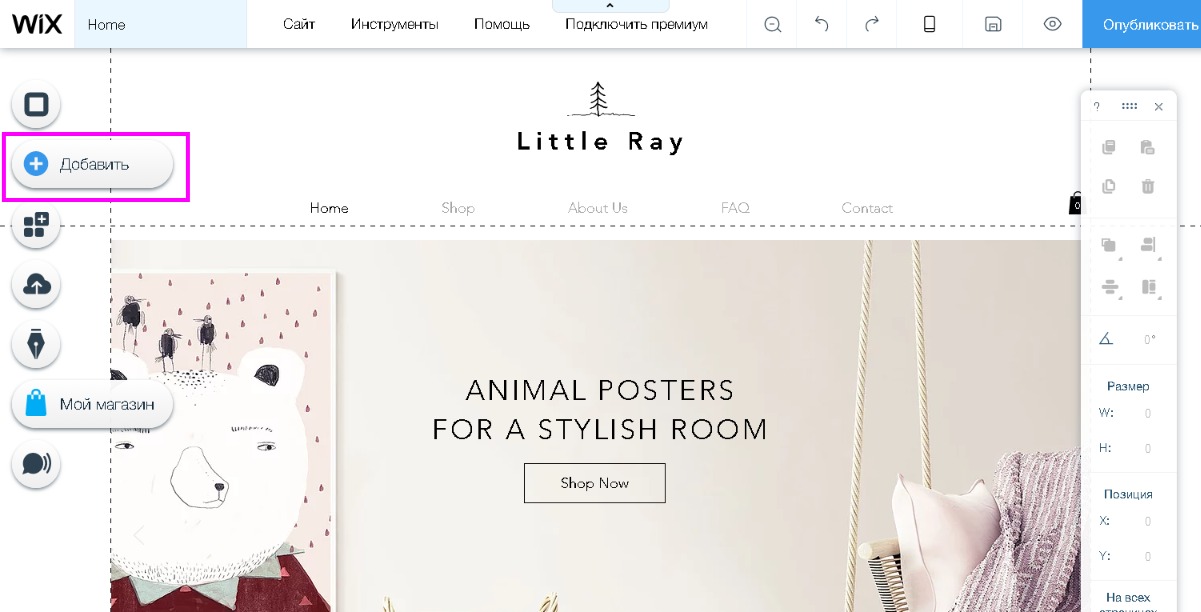 WiX
Home
Сайт
Инструменты
Помощь
Подключить премиум
Опубликовать
Little Ray
Добавить
Home
Shop
About Us
FAQ
Contact
0
ANIMAL POSTERS
FOR A STYLISH ROOM
Shop Now
Мой магазин
?
0°
Размер
W: 0
H: 0
Позиция
X: 0
Y: 0
На всех
страницах